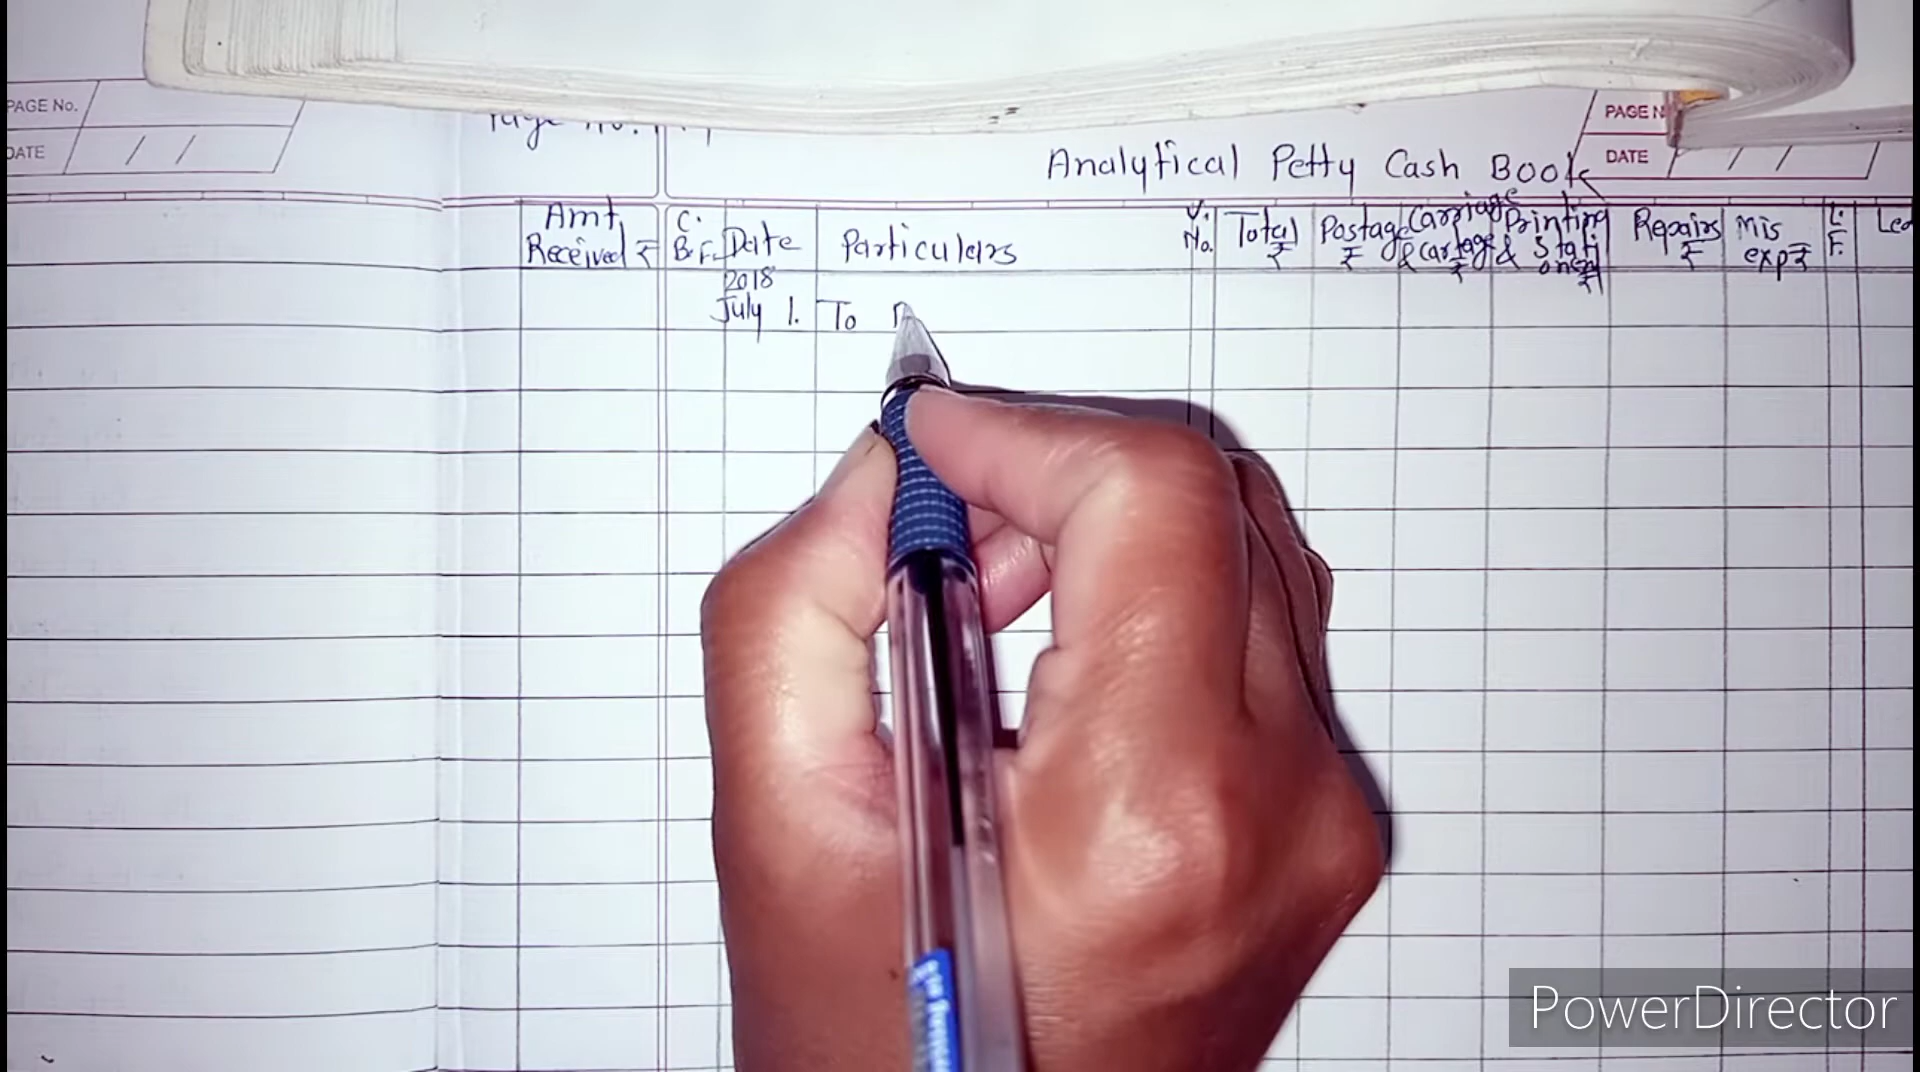 PAGE No.
DATE / /
PAGE N
DATE / /
Analytical Petty Cash Book
Amt. Received ₹
C. B. F.
Date
Particulars
V. No.
Total ₹
Postage ₹
Carriage & cartage ₹
Printing & Stationery ₹
Repairs ₹
Mis exp ₹
L. F.
2018
July 1. To
PowerDirector